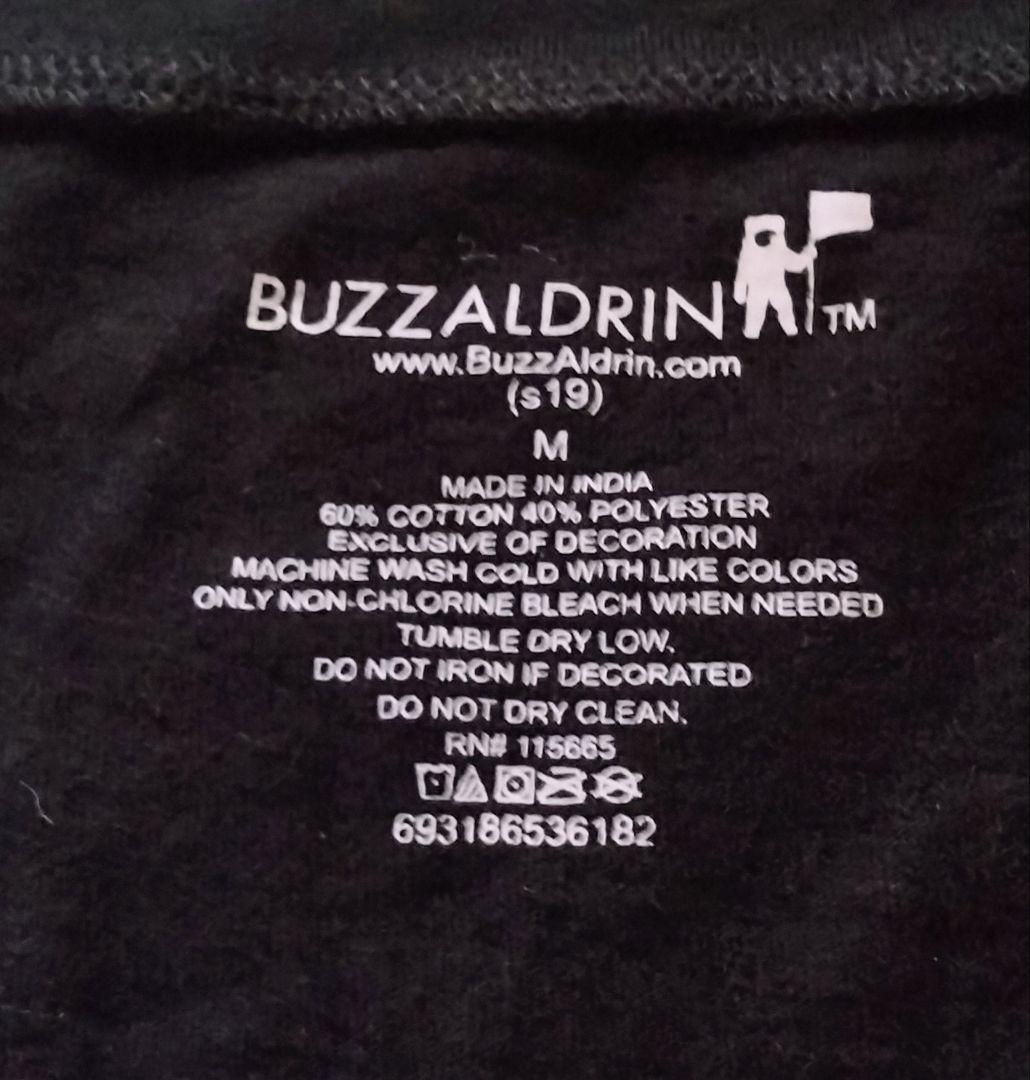 BUZZALDRIN TM
www.BuzzAldrin.com
(s19)
M
MADE IN INDIA
60% COTTON 40% POLYESTER
EXCLUSIVE OF DECORATION
MACHINE WASH COLD WITH LIKE COLORS
ONLY NON-CHLORINE BLEACH WHEN NEEDED
TUMBLE DRY LOW.
DO NOT IRON IF DECORATED
DO NOT DRY CLEAN.
RN# 115665
693186536182